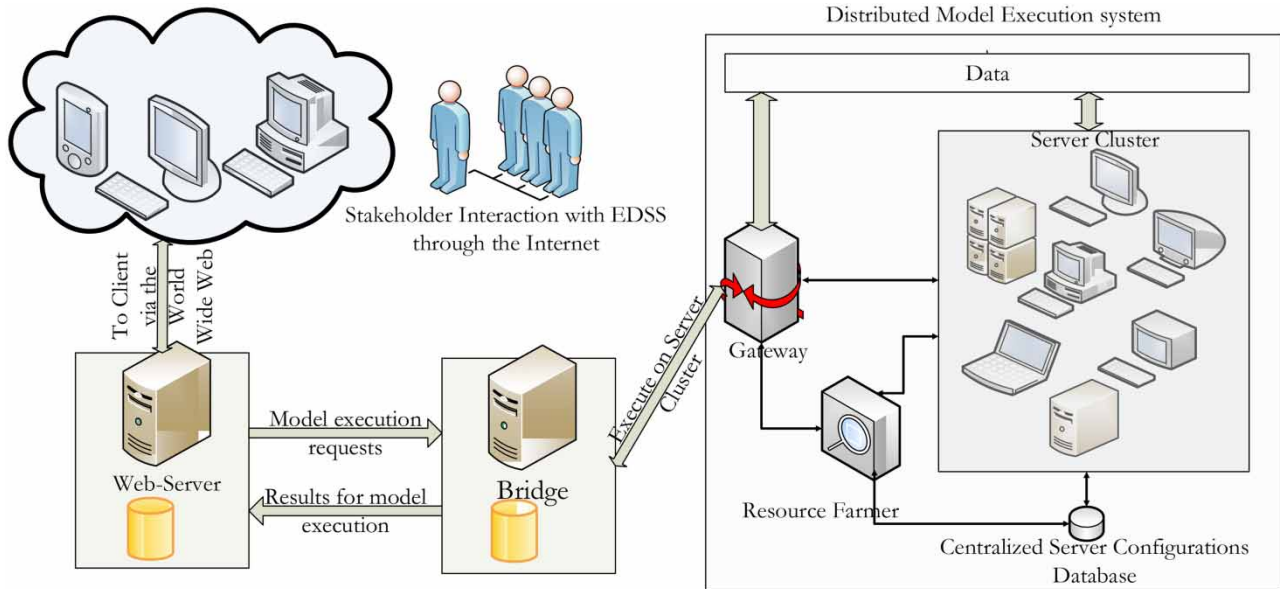 Distributed Model Execution system
Data
Server Cluster
Stakeholder Interaction with EDSS
through the Internet
To Client
via the
World
Wide Web
Execute on Server
Cluster
Gateway
Model execution
requests
Web-Server
Results for model
execution
Bridge
Resource Farmer
Centralized Server Configurations
Database